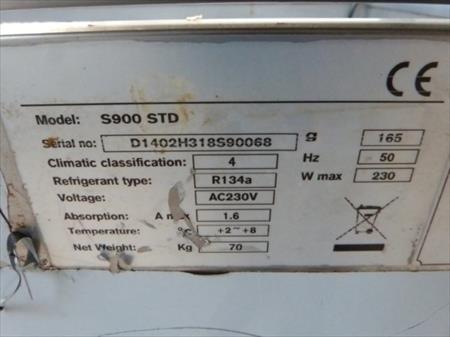 CE
Model: S900 STD
Serial no: D1402H318S90068 g 165
Climatic classification: 4 Hz 50
Refrigerant type: R134a W max 230
Voltage: AC230V
Absorption: A max 1.6
Temperature: °C +2~+8
Net Weight: Kg 70